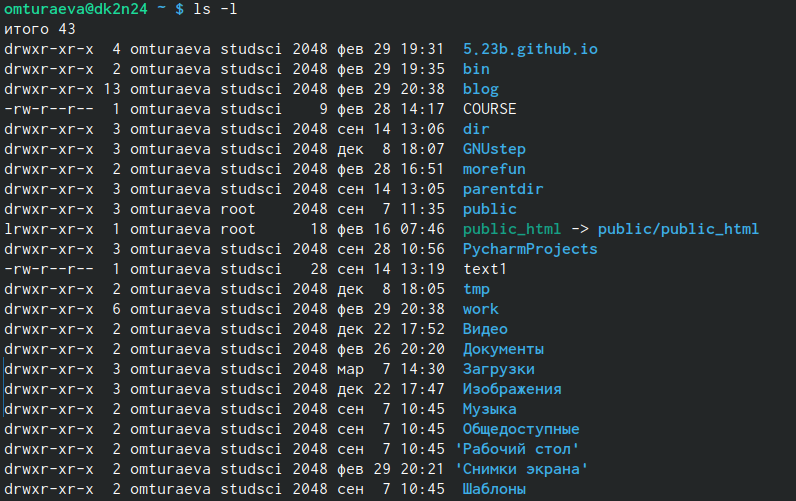 omturaeva@dk2n24 ~ $ ls -l
итого 43
drwxr-xr-x  4 omturaeva studsci 2048 фев 29 19:31  5.23b.github.io
drwxr-xr-x  2 omturaeva studsci 2048 фев 29 19:35  bin
drwxr-xr-x 13 omturaeva studsci 2048 фев 29 20:38  blog
-rw-r--r--  1 omturaeva studsci    9 фев 28 14:17  COURSE
drwxr-xr-x  3 omturaeva studsci 2048 сен 14 13:06  dir
drwxr-xr-x  3 omturaeva studsci 2048 дек  8 18:07  GNUstep
drwxr-xr-x  2 omturaeva studsci 2048 фев 28 16:51  morefun
drwxr-xr-x  3 omturaeva studsci 2048 сен 14 13:05  parentdir
drwxr-xr-x  3 omturaeva root    2048 сен  7 11:35  public
lrwxr-xr-x  1 omturaeva root      18 фев 16 07:46  public_html -> public/public_html
drwxr-xr-x  3 omturaeva studsci 2048 сен 28 10:56  PycharmProjects
-rw-r--r--  1 omturaeva studsci   28 сен 14 13:19  text1
drwxr-xr-x  2 omturaeva studsci 2048 дек  8 18:05  tmp
drwxr-xr-x  6 omturaeva studsci 2048 фев 29 20:38  work
drwxr-xr-x  2 omturaeva studsci 2048 дек 22 17:52  Видео
drwxr-xr-x  2 omturaeva studsci 2048 фев 26 20:20  Документы
drwxr-xr-x  3 omturaeva studsci 2048 мар  7 14:30  Загрузки
drwxr-xr-x  3 omturaeva studsci 2048 дек 22 17:47  Изображения
drwxr-xr-x  2 omturaeva studsci 2048 сен  7 10:45  Музыка
drwxr-xr-x  2 omturaeva studsci 2048 сен  7 10:45  Общедоступные
drwxr-xr-x  2 omturaeva studsci 2048 сен  7 10:45 'Рабочий стол'
drwxr-xr-x  2 omturaeva studsci 2048 фев 29 20:21 'Снимки экрана'
drwxr-xr-x  2 omturaeva studsci 2048 сен  7 10:45  Шаблоны